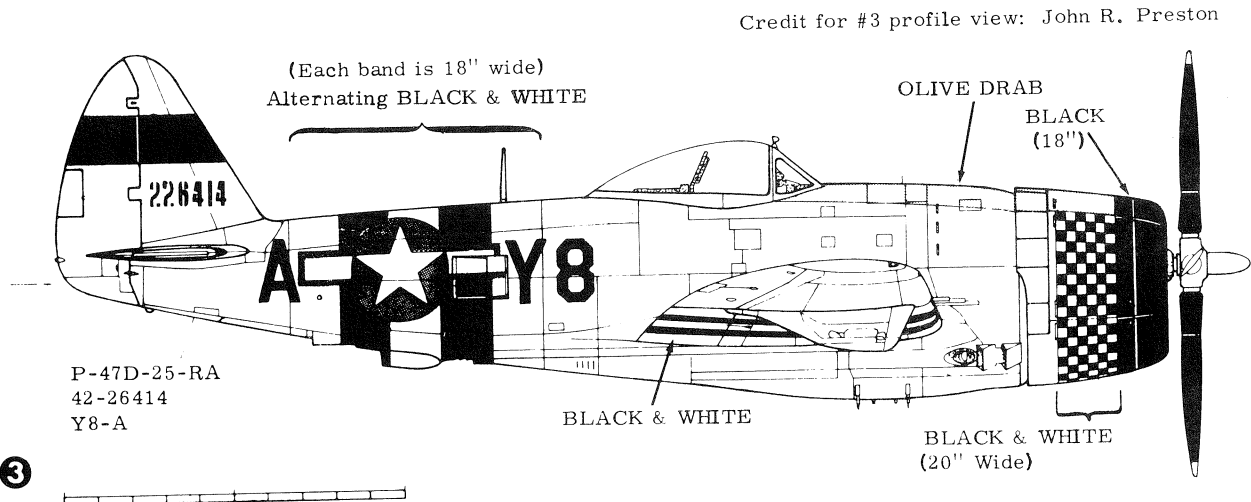 Credit for #3 profile view: John R. Preston
(Each band is 18" wide)
Alternating BLACK & WHITE
OLIVE DRAB
BLACK
(18")
226414
A Y8
P-47D-25-RA
42-26414
Y8-A
BLACK & WHITE
BLACK & WHITE
(20" Wide)
3